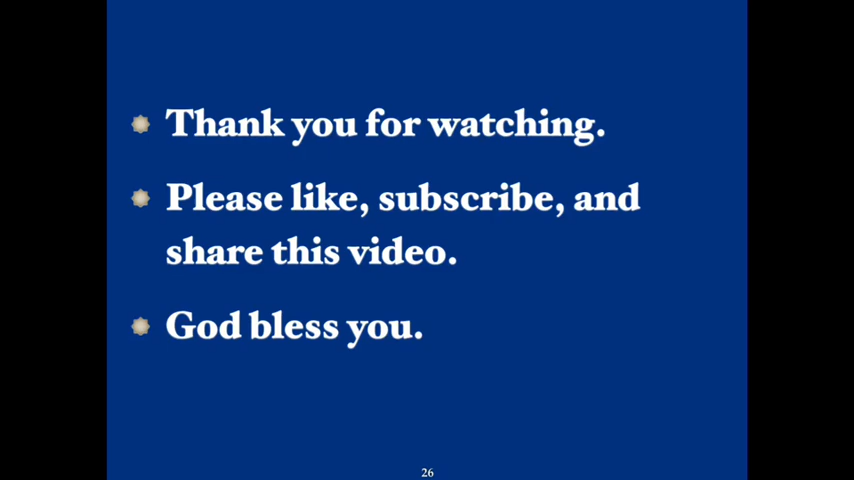 Thank you for watching.
Please like, subscribe, and
share this video.
God bless you.
26